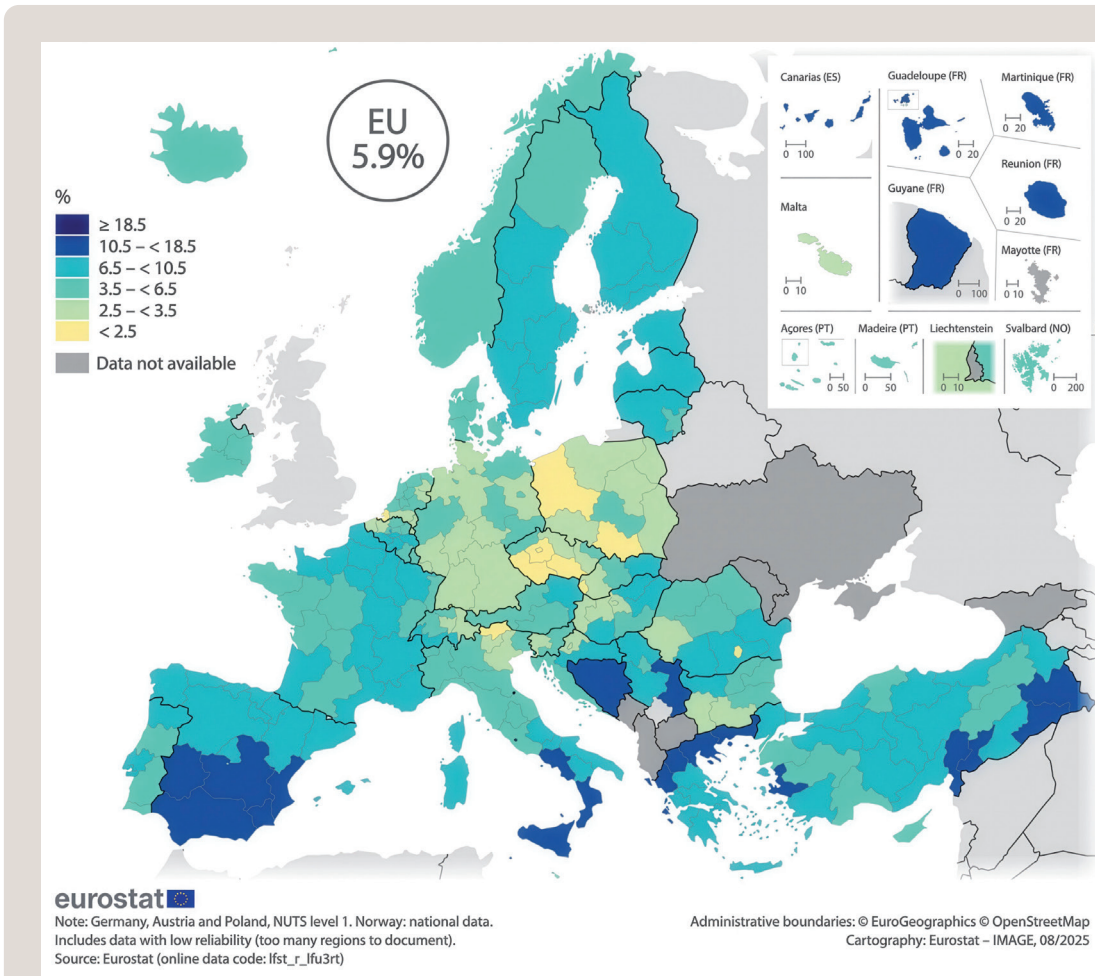 EU
5.9%
%
≥ 18.5
10.5 – < 18.5
6.5 – < 10.5
3.5 – < 6.5
2.5 – < 3.5
< 2.5
Data not available
Canarias (ES)
0 100
Guadeloupe (FR)
0 20
Martinique (FR)
0 20
Reunion (FR)
0 20
Malta
0 10
Guyane (FR)
0 100
Mayotte (FR)
0 10
Açores (PT)
0 50
Madeire (PT)
0 50
Liechtenstein
0 10
Svalbard (NO)
0 200
eurostat
Note: Germany, Austria and Poland, NUTS level 1. Norway: national data.
Includes data with low reliability (too many regions to document).
Source: Eurostat (online data code: lfst_r_lfu3rt)
Administrative boundaries: © EuroGeographics © OpenStreetMap
Cartography: Eurostat – IMAGE, 08/2025